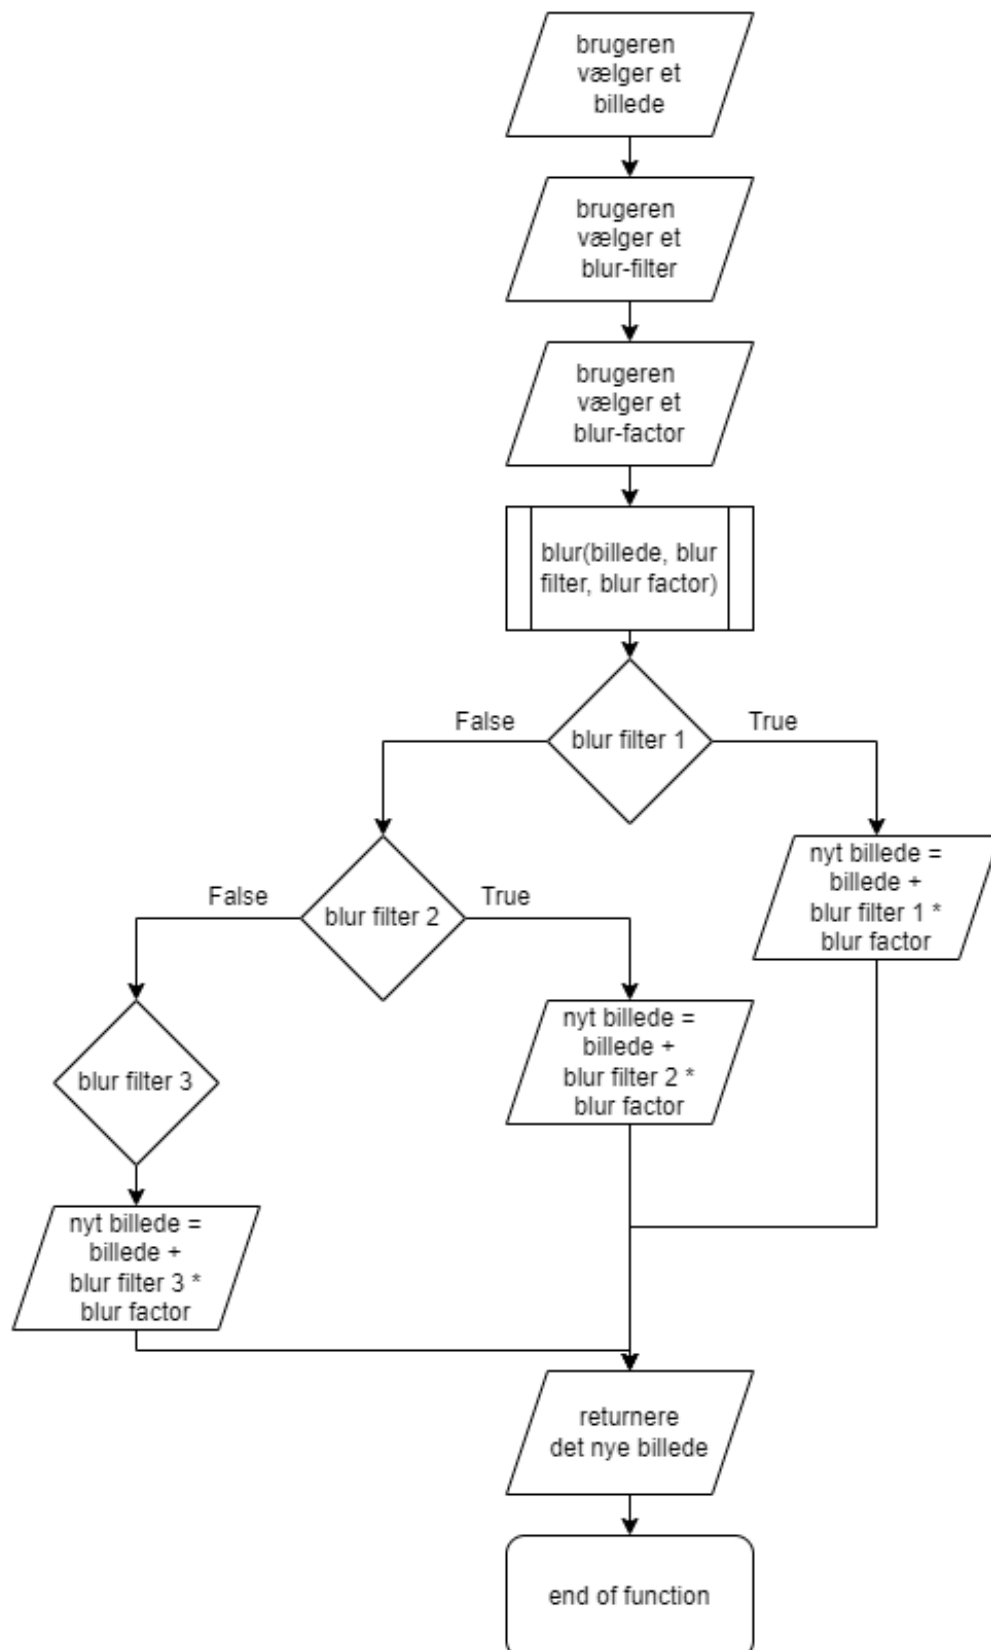 brugeren
vælger et
billede
brugeren
vælger et
blur-filter
brugeren
vælger et
blur-factor
blur(billede, blur
filter, blur factor)
False
blur filter 1
True
False
blur filter 2
True
nyt billede =
billede +
blur filter 1 *
blur factor
blur filter 3
nyt billede =
billede +
blur filter 2 *
blur factor
nyt billede =
billede +
blur filter 3 *
blur factor
returnere
det nye billede
end of function